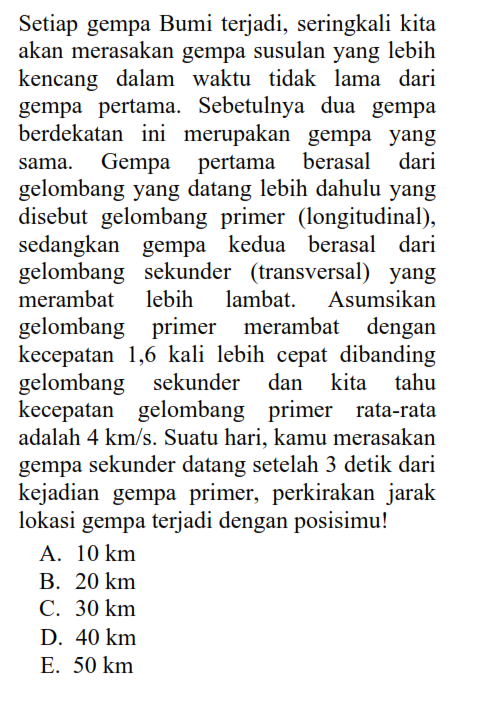 Setiap gempa Bumi terjadi, seringkali kita
akan merasakan gempa susulan yang lebih
kencang dalam waktu tidak lama dari
gempa pertama. Sebetulnya dua gempa
berdekatan ini merupakan gempa yang
sama. Gempa pertama berasal dari
gelombang yang datang lebih dahulu yang
disebut gelombang primer (longitudinal),
sedangkan gempa kedua berasal dari
gelombang sekunder (transversal) yang
merambat lebih lambat. Asumsikan
gelombang primer merambat dengan
kecepatan 1,6 kali lebih cepat dibanding
gelombang sekunder dan kita tahu
kecepatan gelombang primer rata-rata
adalah 4 km/s. Suatu hari, kamu merasakan
gempa sekunder datang setelah 3 detik dari
kejadian gempa primer, perkirakan jarak
lokasi gempa terjadi dengan posisimu!
A. 10 km
B. 20 km
C. 30 km
D. 40 km
E. 50 km